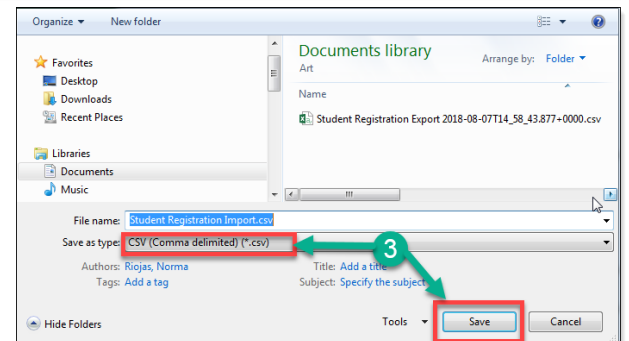 Organize ▼ New folder
Favorites
Desktop
Downloads
Recent Places
Libraries
Documents
Music
Documents library
Art
Arrange by: Folder ▼
Name
Student Registration Export 2018-08-07T14_58_43.877+0000.csv
File name: Student Registration Import.csv
Save as type: CSV (Comma delimited) (*.csv)
3
Authors: Riojas, Norma Title: Add a title
Tags: Add a tag Subject: Specify the subject
Hide Folders Tools ▼ Save Cancel